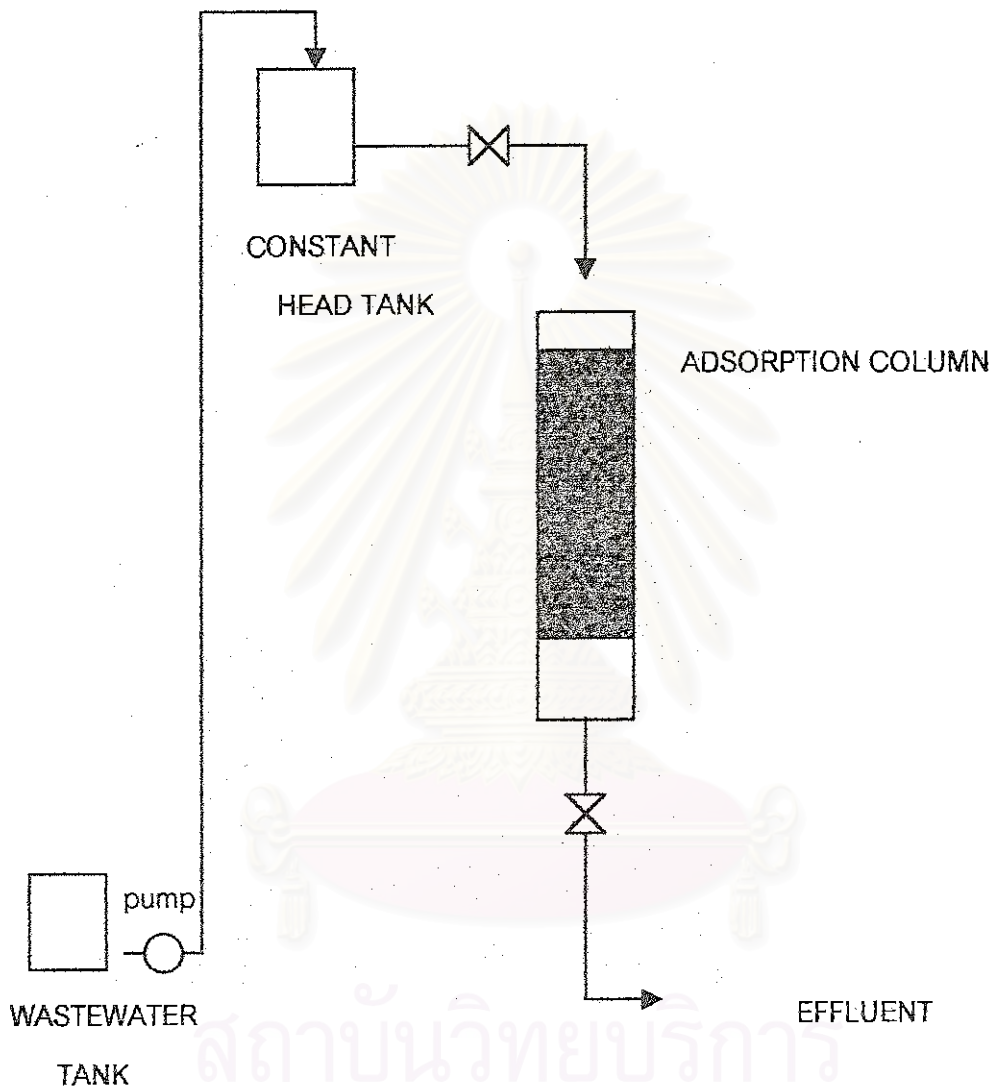 CONSTANT
HEAD TANK
ADSORPTION COLUMN
pump
WASTEWATER
TANK
EFFLUENT
สถาบันวิทยบริการ